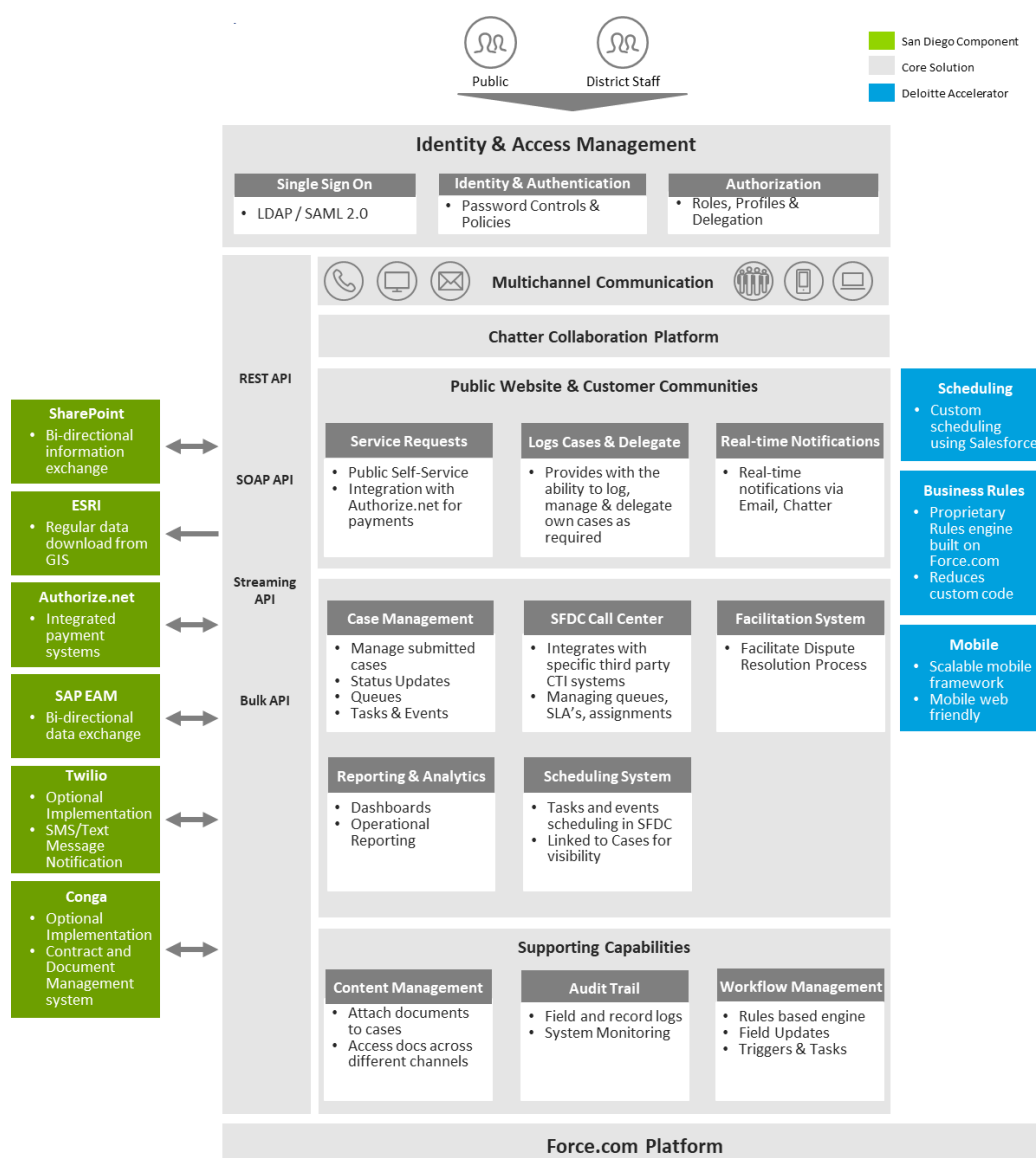 Public
District Staff
San Diego Component
Core Solution
Deloitte Accelerator
Identity & Access Management
Single Sign On
• LDAP / SAML 2.0
Identity & Authentication
• Password Controls &
Policies
Authorization
• Roles, Profiles &
Delegation
Multichannel Communication
Chatter Collaboration Platform
REST API
SOAP API
Streaming
API
Bulk API
SharePoint
• Bi-directional
information
exchange
ESRI
• Regular data
download from
GIS
Authorize.net
• Integrated
payment
systems
SAP EAM
• Bi-directional
data exchange
Twilio
• Optional
Implementation
• SMS/Text
Message
Notification
Conga
• Optional
Implementation
• Contract and
Document
Management
system
Public Website & Customer Communities
Service Requests
• Public Self-Service
• Integration with
Authorize.net for
payments
Logs Cases & Delegate
• Provides with the
ability to log,
manage & delegate
own cases as
required
Real-time Notifications
• Real-time
notifications via
Email, Chatter
Case Management
• Manage submitted
cases
• Status Updates
• Queues
• Tasks & Events
SFDC Call Center
• Integrates with
specific third party
CTI systems
• Managing queues,
SLA's, assignments
Facilitation System
• Facilitate Dispute
Resolution Process
Reporting & Analytics
• Dashboards
• Operational
Reporting
Scheduling System
• Tasks and events
scheduling in SFDC
• Linked to Cases for
visibility
Supporting Capabilities
Content Management
• Attach documents
to cases
• Access docs across
different channels
Audit Trail
• Field and record logs
• System Monitoring
Workflow Management
• Rules based engine
• Field Updates
• Triggers & Tasks
Scheduling
• Custom
scheduling
using Salesforce
Business Rules
• Proprietary
Rules engine
built on
Force.com
• Reduces
custom code
Mobile
• Scalable mobile
framework
• Mobile web
friendly
Force.com Platform